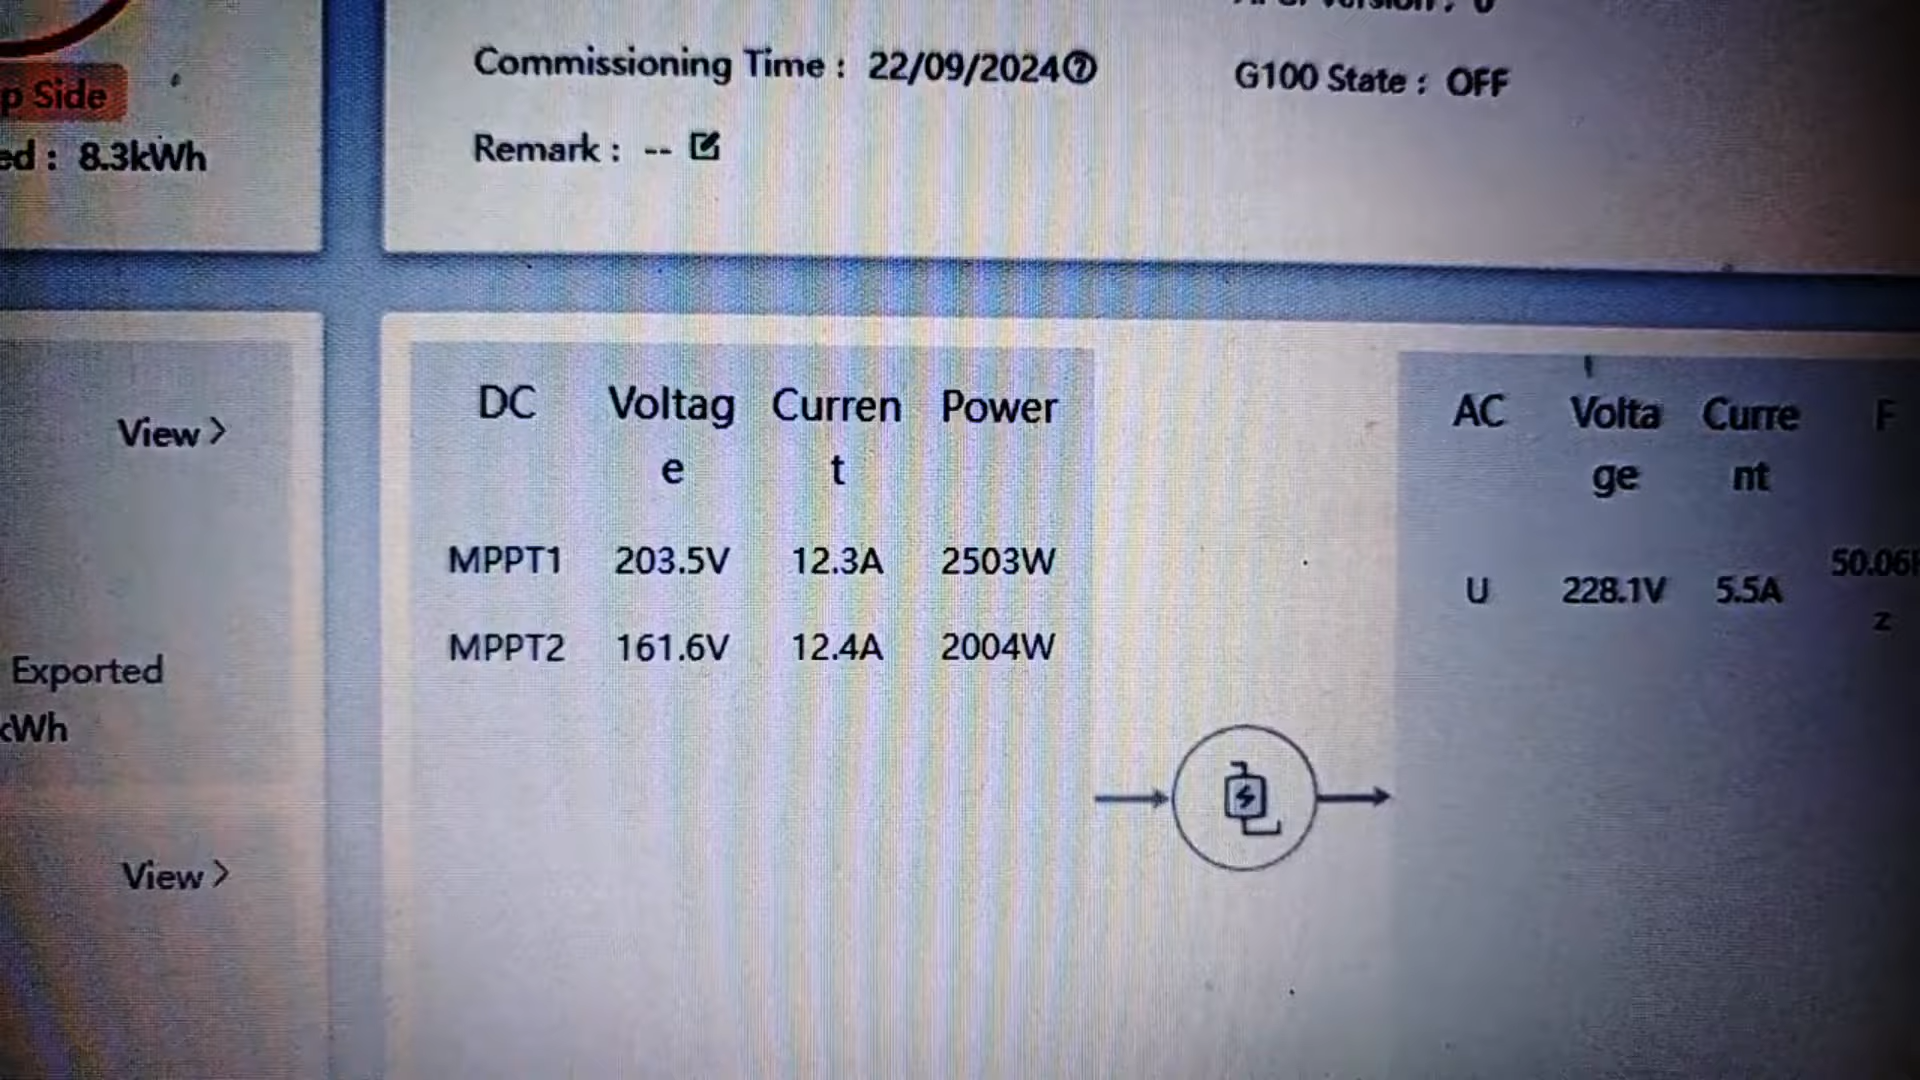 Commissioning Time : 22/09/2024
G100 State : OFF
p Side
Remark : --
ed : 8.3kWh
View >
DC Voltag
e Curren
t Power
MPPT1 203.5V 12.3A 2503W
MPPT2 161.6V 12.4A 2004W
AC Volta
ge Curre
nt F
U 228.1V 5.5A 50.06H
z
Exported
kWh
View >